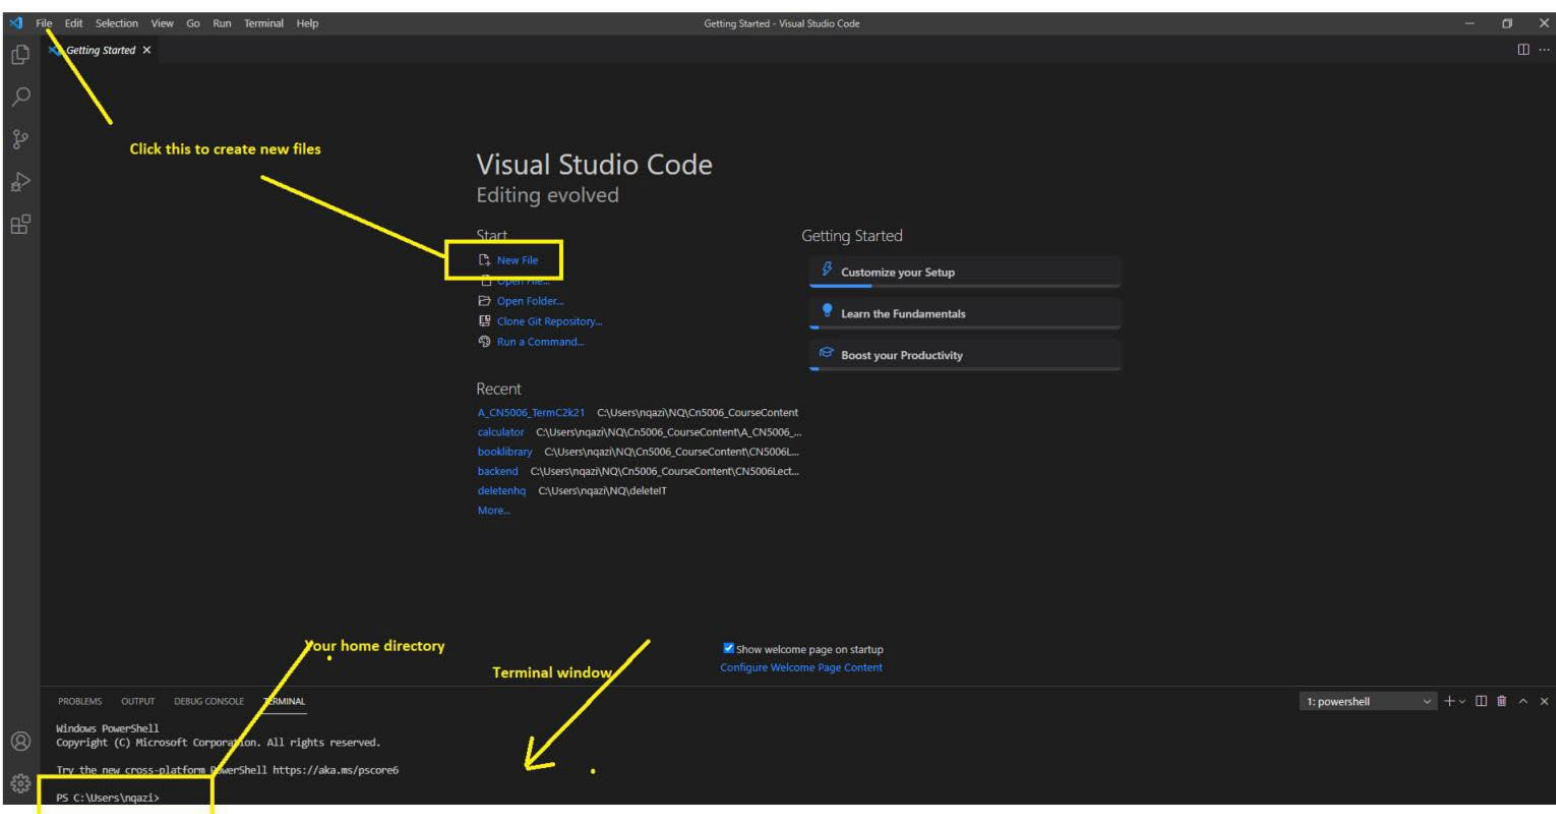 File Edit Selection View Go Run Terminal Help
Getting Started - Visual Studio Code
Getting Started
Click this to create new files
Visual Studio Code
Editing evolved
Start
New File
Open File...
Open Folder...
Clone Git Repository...
Run a Command...
Getting Started
Customize your Setup
Learn the Fundamentals
Boost your Productivity
Recent
A_CN5006_TermC2k21 C:\Users\nqazi\NQ\Cn5006_CourseContent
calculator C:\Users\nqazi\NQ\Cn5006_CourseContent\A_CN5006_...
booklibrary C:\Users\nqazi\NQ\Cn5006_CourseContent\CN5006L...
backend C:\Users\nqazi\NQ\Cn5006_CourseContent\CN5006Lect...
deletenhq C:\Users\nqazi\NQ\deleteIT
More...
Your home directory
Terminal window
Show welcome page on startup
Configure Welcome Page Content
PROBLEMS OUTPUT DEBUG CONSOLE TERMINAL
1: powershell
Windows PowerShell
Copyright (C) Microsoft Corporation. All rights reserved.
Try the new cross-platform PowerShell https://aka.ms/pscore6
PS C:\Users\nqazi>